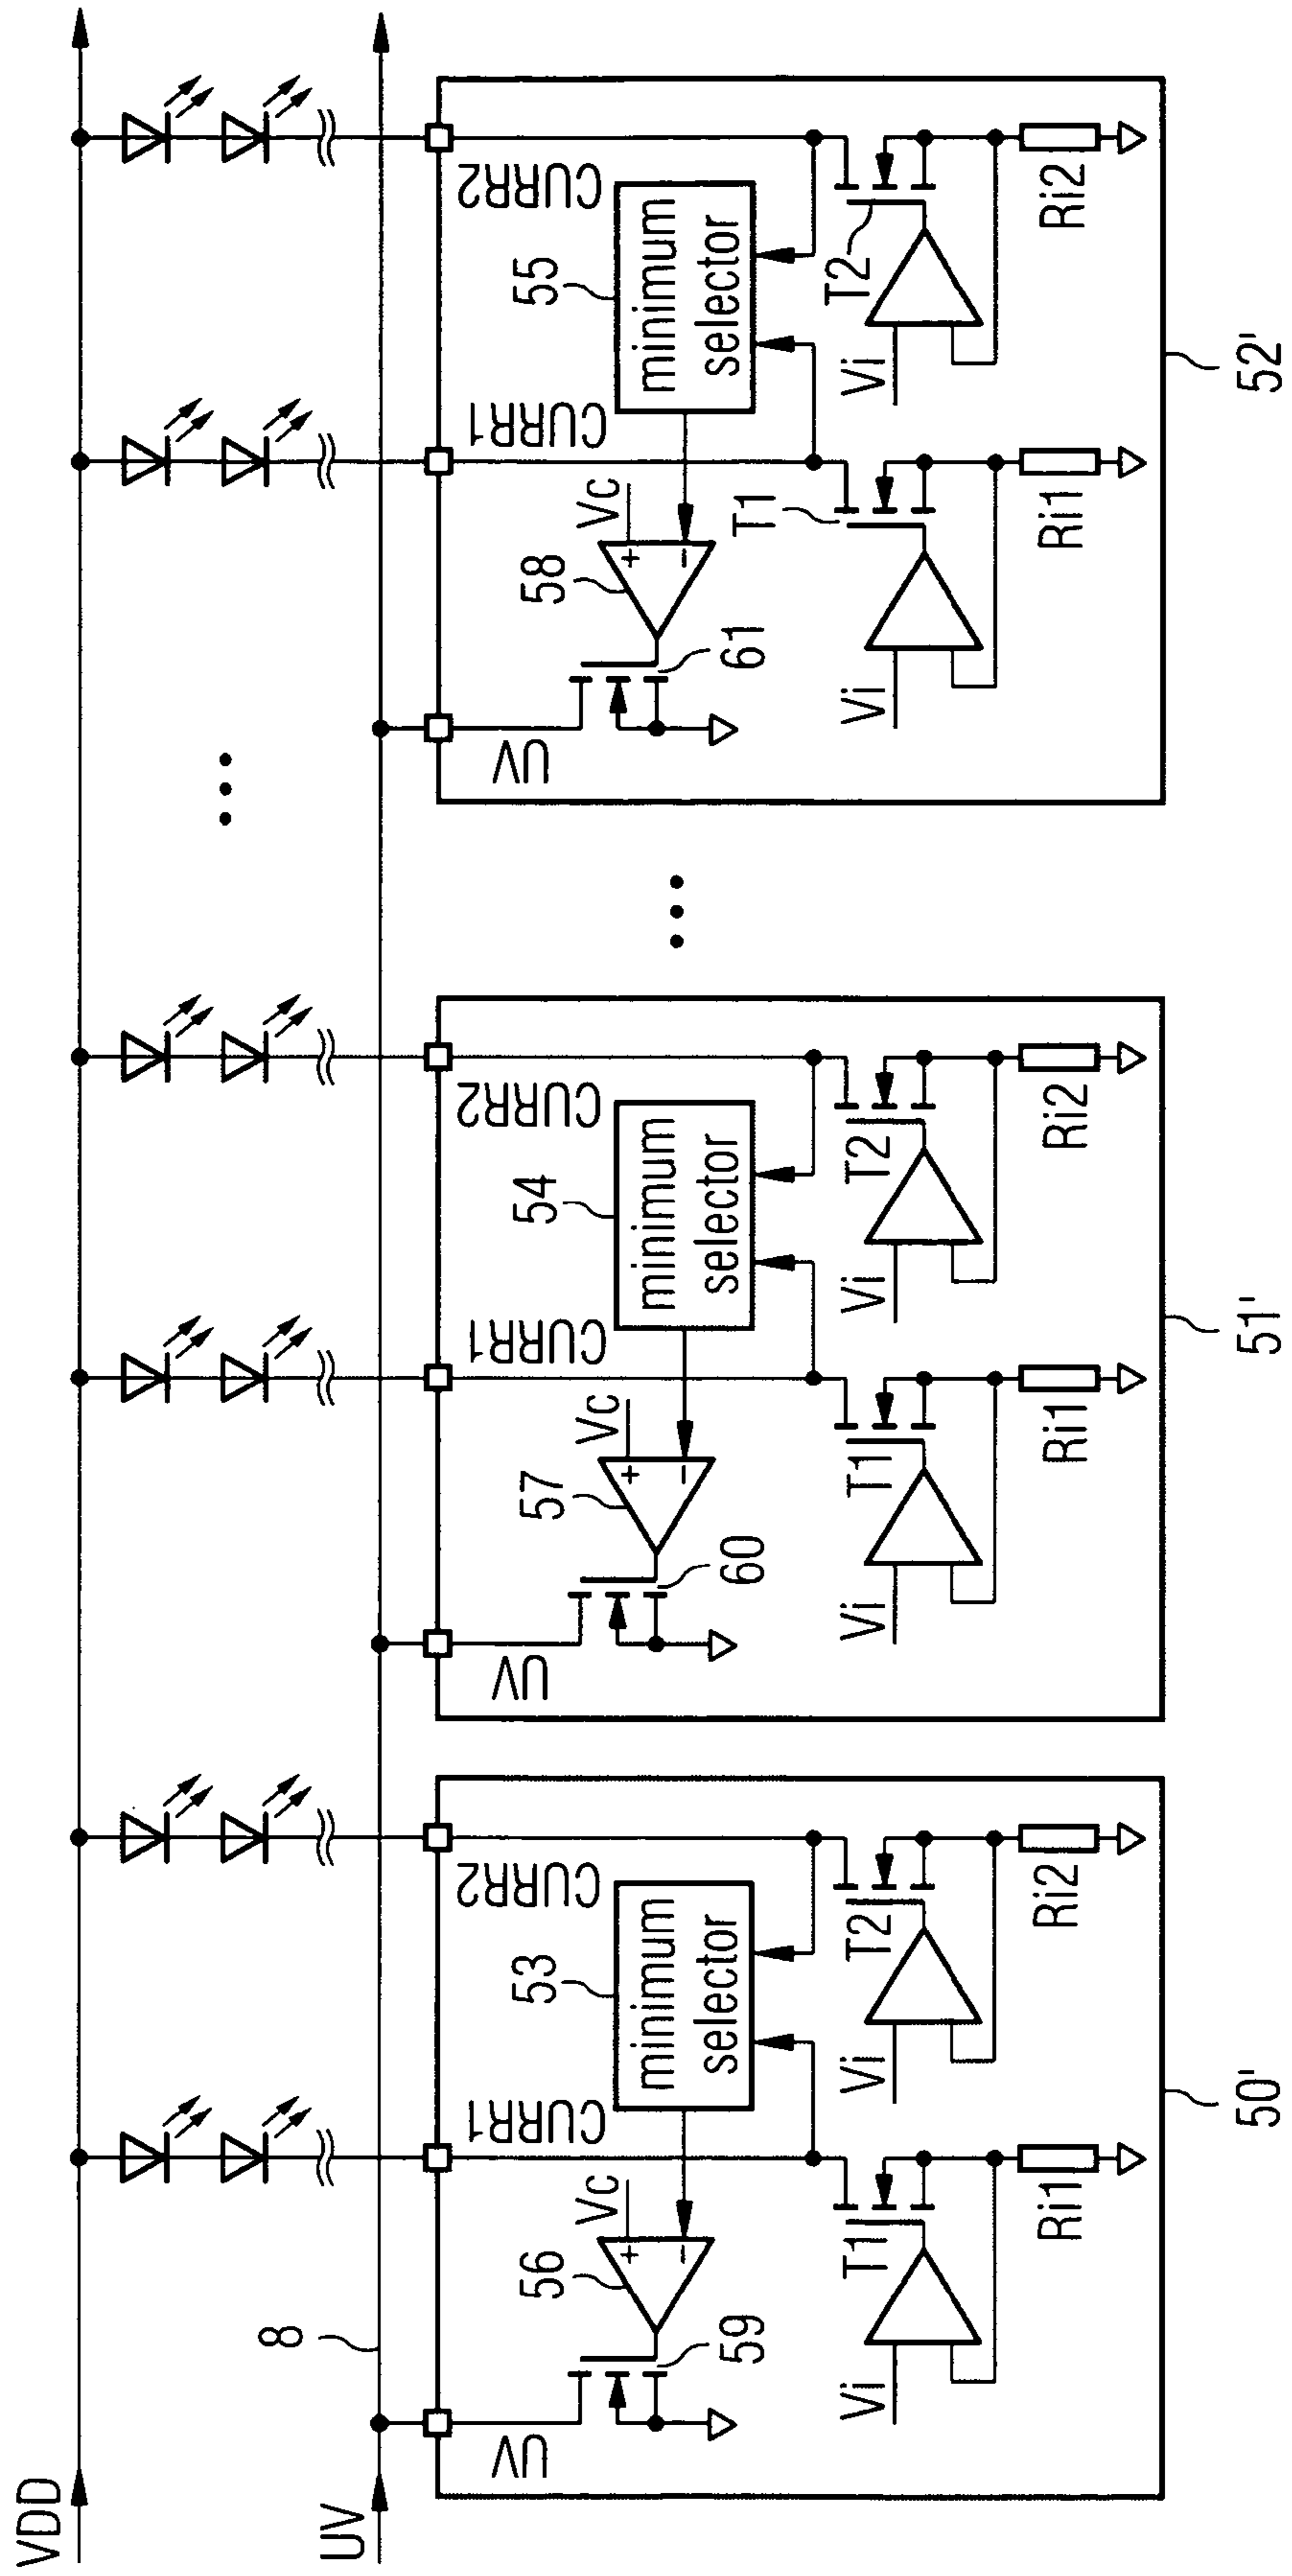 VDD
UV
8
UV
CURR1
CURR2
56
Vc
+
−
53
minimum
selector
59
Vi
T1
Vi
T2
Ri1
Ri2
50'
UV
CURR1
CURR2
57
Vc
+
−
54
minimum
selector
60
Vi
T1
Vi
T2
Ri1
Ri2
51'
UV
CURR1
CURR2
58
Vc
+
−
55
minimum
selector
61
Vi
T1
Vi
T2
Ri1
Ri2
52'